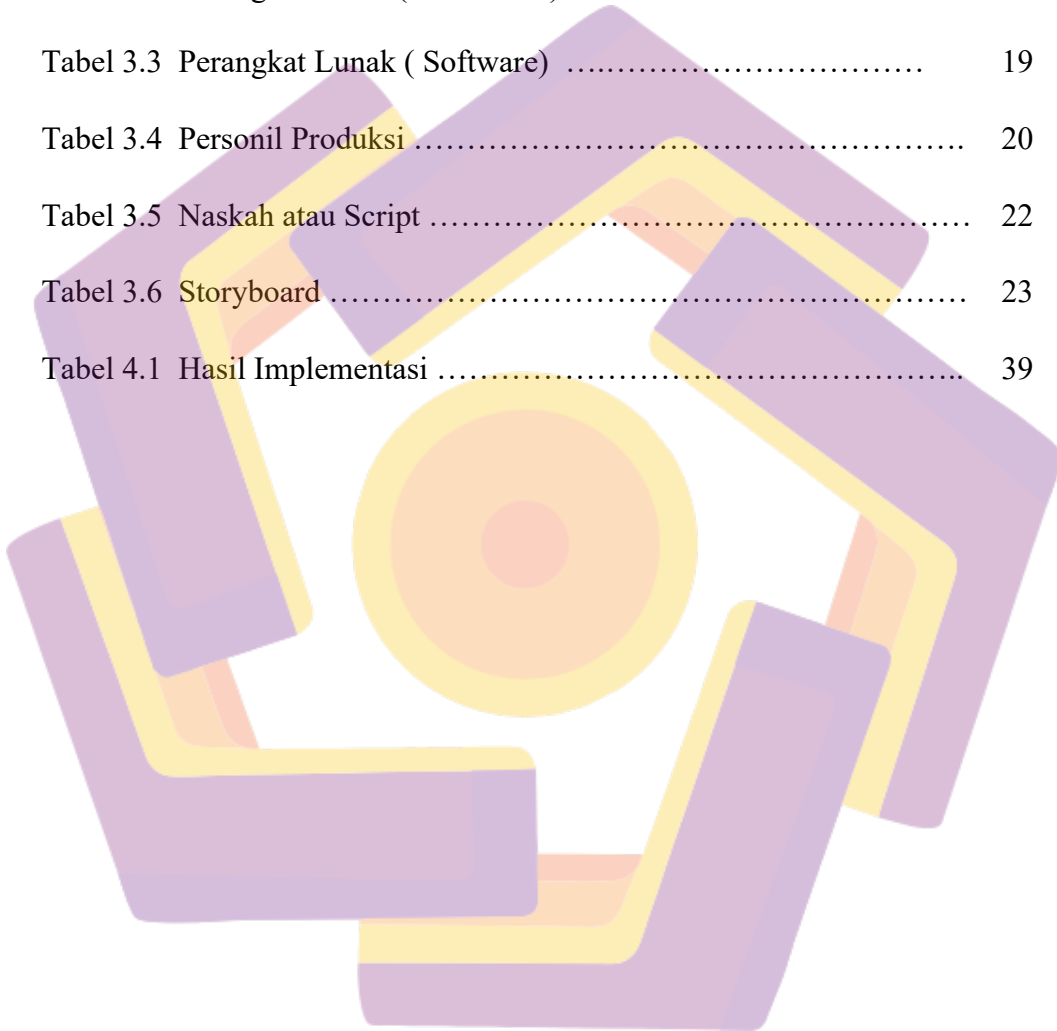 Tabel 3.3 Perangkat Lunak ( Software) ……………………………… 19
Tabel 3.4 Personil Produksi ………………………………………………. 20
Tabel 3.5 Naskah atau Script ……………………………………………… 22
Tabel 3.6 Storyboard ……………………………………………………… 23
Tabel 4.1 Hasil Implementasi …………………………………………….. 39